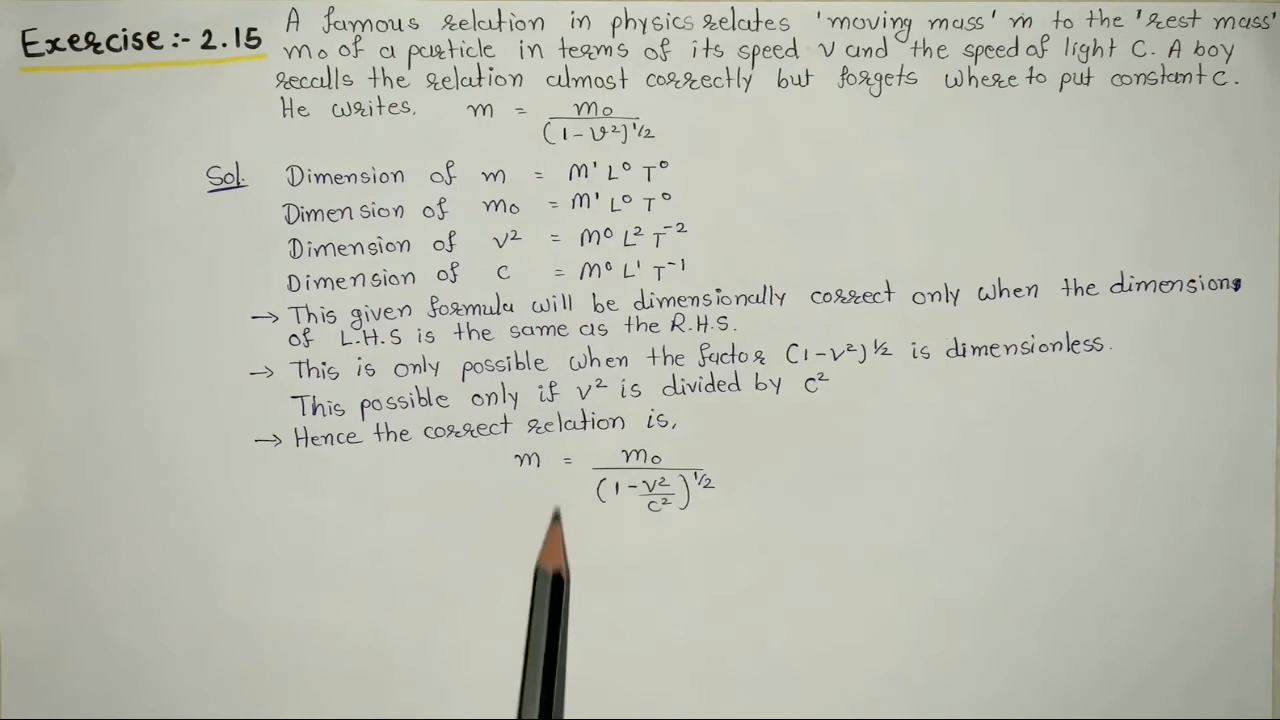 Exercise:- 2.15
A famous relation in physics relates 'moving mass' m to the 'rest mass'
m₀ of a particle in terms of its speed v and the speed of light C. A boy
recalls the relation almost correctly but forgets where to put constant c.
He writes. m = m₀ / (1-v²)^1/2
Sol. Dimension of m = M¹ L⁰ T⁰
Dimension of m₀ = M¹ L⁰ T⁰
Dimension of v² = M⁰ L² T⁻²
Dimension of c = M⁰ L¹ T⁻¹
→ This given formula will be dimensionally correct only when the dimensions
of L.H.S is the same as the R.H.S.
→ This is only possible when the factor (1-v²)^1/2 is dimensionless.
This possible only if v² is divided by c²
→ Hence the correct relation is,
m = m₀ / (1 - v²/c²)^1/2